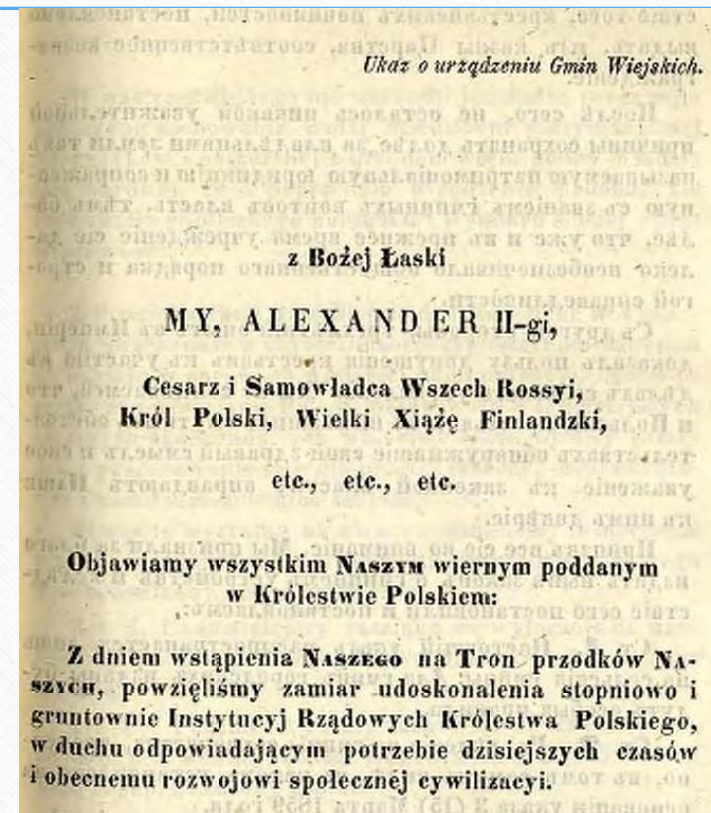 Ukaz o urządzeniu Gmin Wiejskich.
z Bożej Łaski
MY, ALEXANDER II-gi,
Cesarz i Samowładca Wszech Rossyi,
Król Polski, Wielki Xiążę Finlandzki,
etc., etc., etc.
Objawiamy wszystkim NASZYM wiernym poddanym
w Królestwie Polskiem:
Z dniem wstąpienia NASZEGO na Tron przodków NA-
SZYCH, powzięliśmy zamiar udoskonalenia stopniowo i
gruntownie Instytucyj Rządowych Królestwa Polskiego,
w duchu odpowiadającym potrzebie dzisiejszych czasów
i obecnemu rozwojowi społecznéj cywilizacyi.